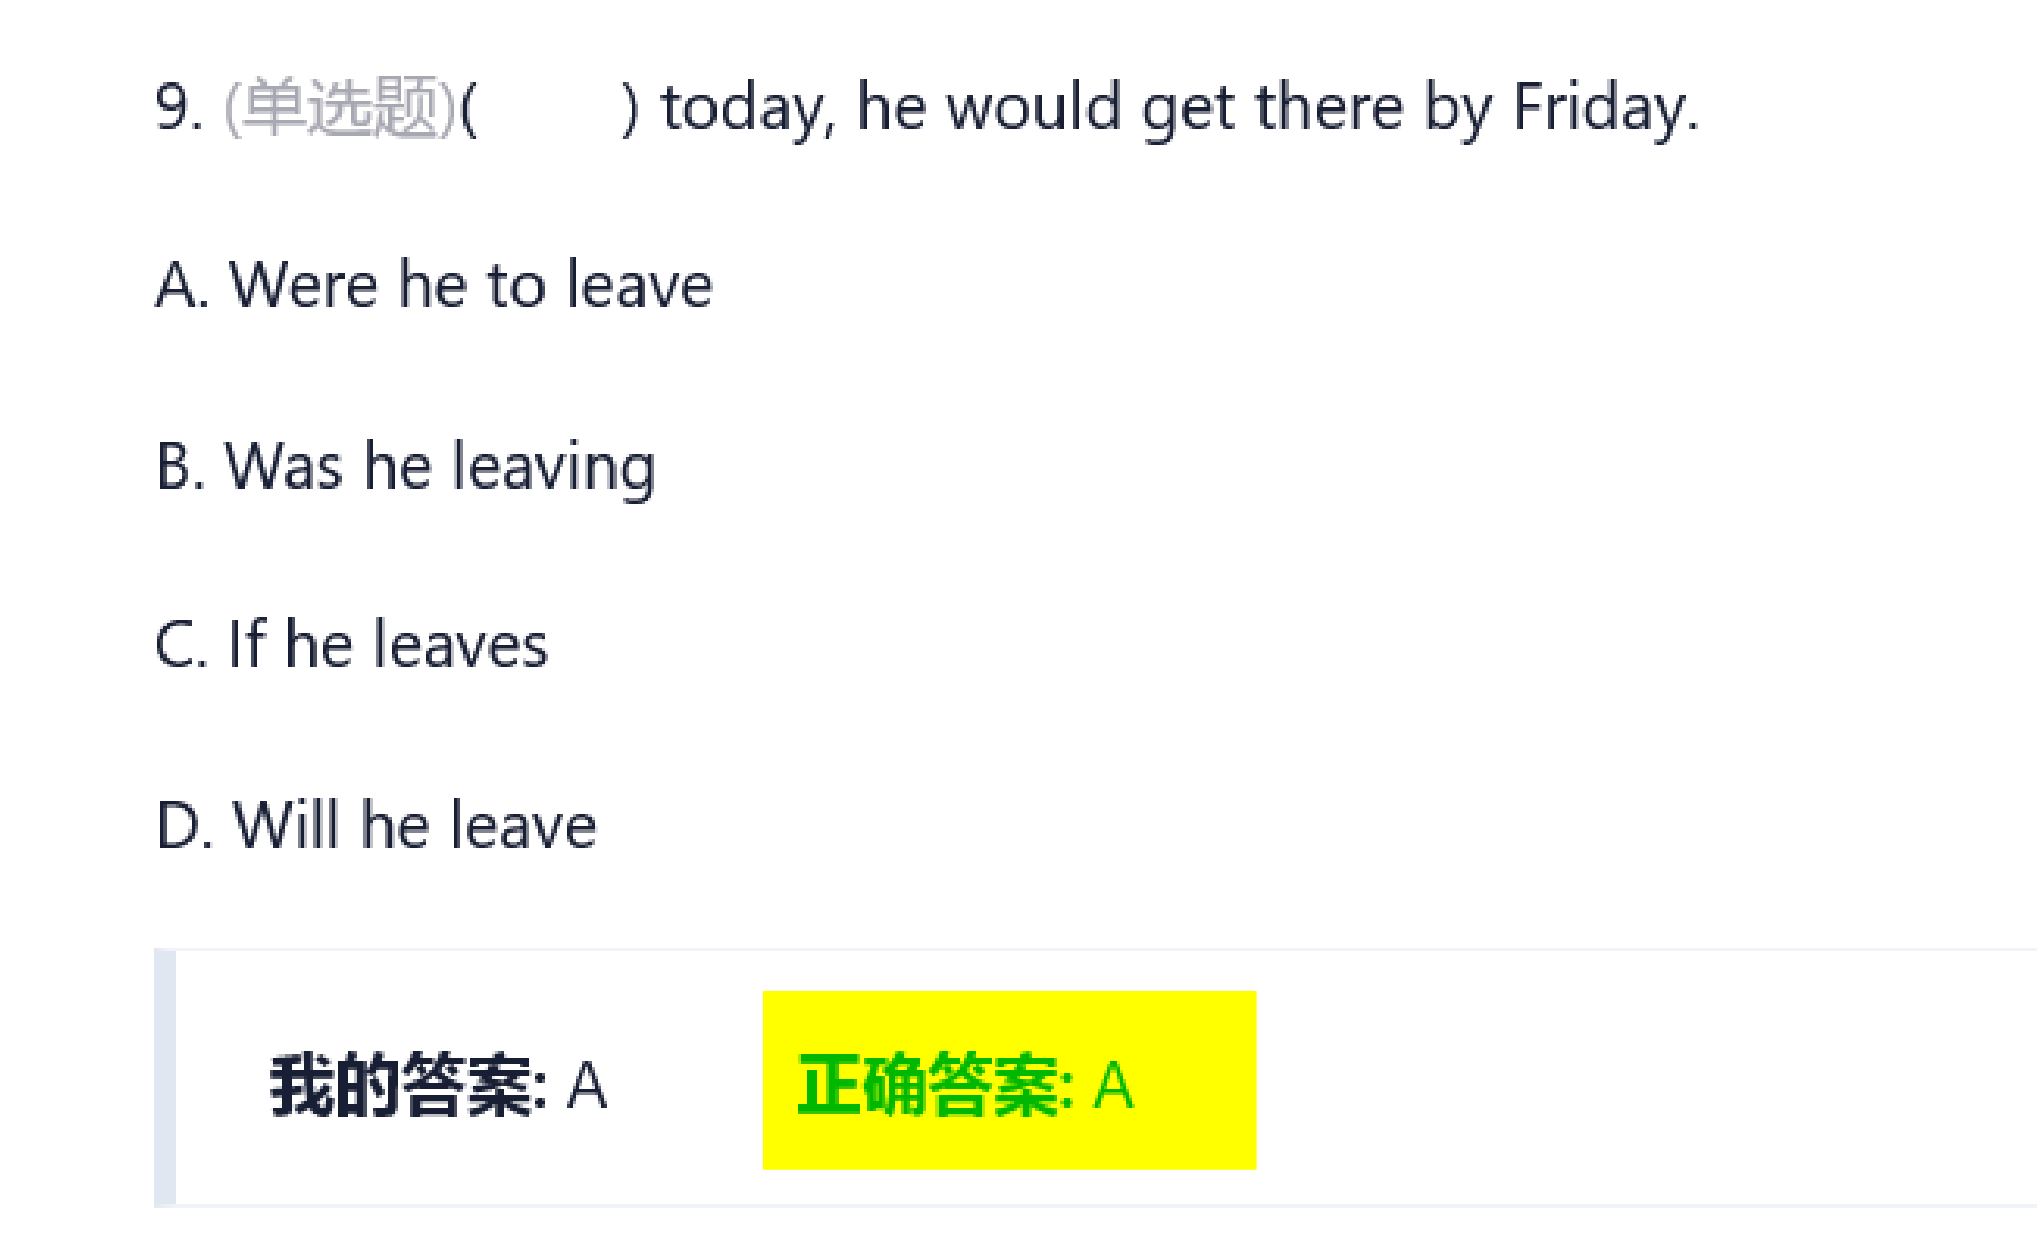 9. (单选题)(      ) today, he would get there by Friday.
A. Were he to leave
B. Was he leaving
C. If he leaves
D. Will he leave
我的答案: A 正确答案: A